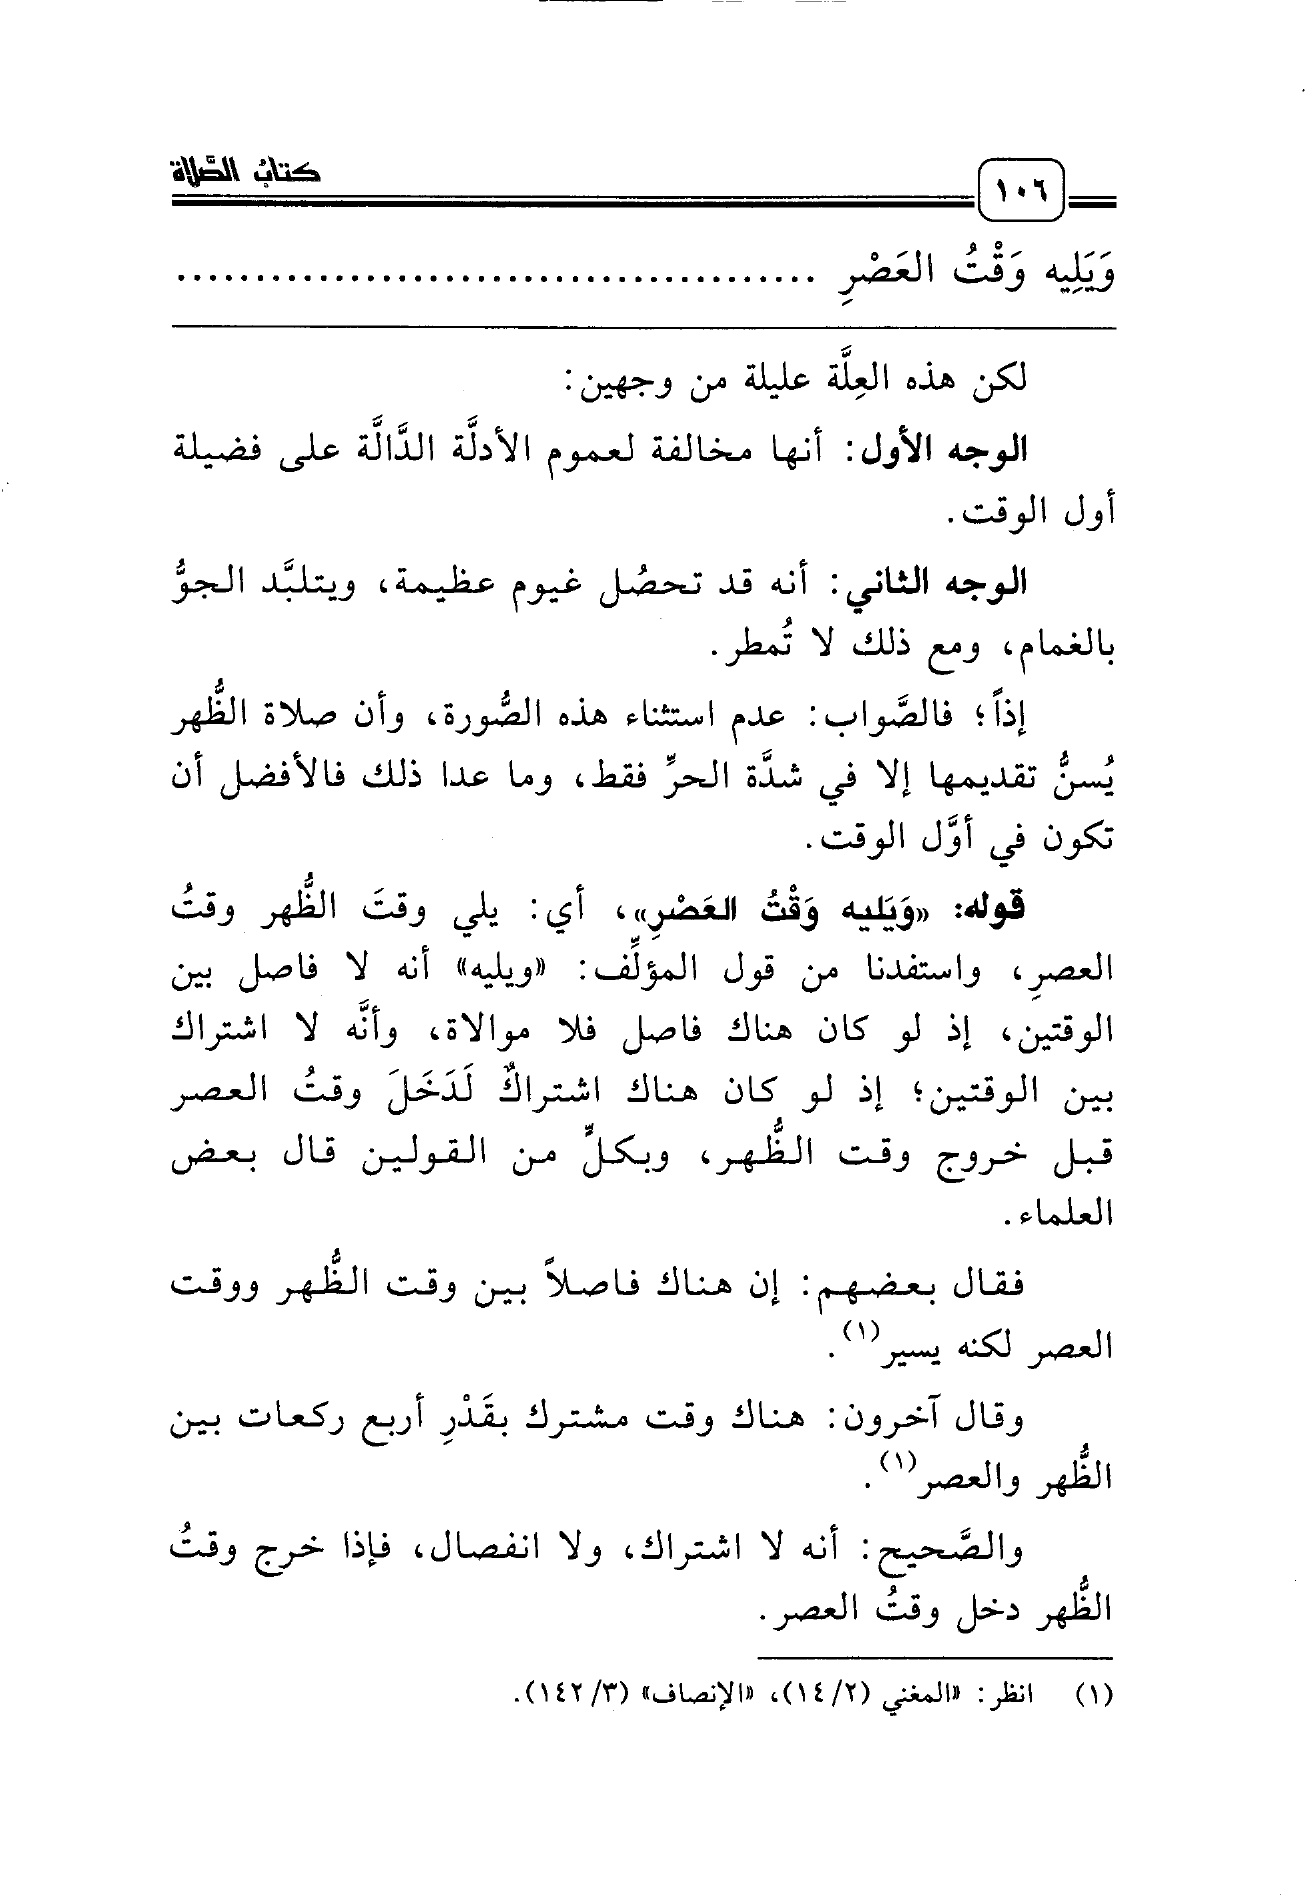 كتاب الصَّلاة
١٠٦
وَيَلِيه وَقْتُ العَصْرِ ........................................
لكن هذه العِلَّة عليلة من وجهين:
الوجه الأول: أنها مخالفة لعموم الأدلَّة الدَّالَّة على فضيلة
أول الوقت.
الوجه الثاني: أنه قد تحصُل غيوم عظيمة، ويتلبَّد الجوُّ
بالغمام، ومع ذلك لا تُمطر.
إذاً؛ فالصَّواب: عدم استثناء هذه الصُّورة، وأن صلاة الظُّهر
يُسنُّ تقديمها إلا في شدَّة الحرِّ فقط، وما عدا ذلك فالأفضل أن
تكون في أوَّل الوقت.
قوله: «وَيَليه وَقْتُ العَصْرِ»، أي: يلي وقتَ الظُّهر وقتُ
العصرِ، واستفدنا من قول المؤلِّف: «ويليه» أنه لا فاصل بين
الوقتين، إذ لو كان هناك فاصل فلا موالاة، وأنَّه لا اشتراك
بين الوقتين؛ إذ لو كان هناك اشتراكٌ لَدَخَلَ وقتُ العصر
قبل خروج وقت الظُّهر، وبكلٍّ من القولين قال بعض
العلماء.
فقال بعضهم: إن هناك فاصلاً بين وقت الظُّهر ووقت
العصر لكنه يسير(١).
وقال آخرون: هناك وقت مشترك بقَدْرِ أربع ركعات بين
الظُّهر والعصر(١).
والصَّحيح: أنه لا اشتراك، ولا انفصال، فإذا خرج وقتُ
الظُّهر دخل وقتُ العصر.
(١) انظر: «المغني (١٤/٢)، «الإنصاف» (١٤٢/٣).